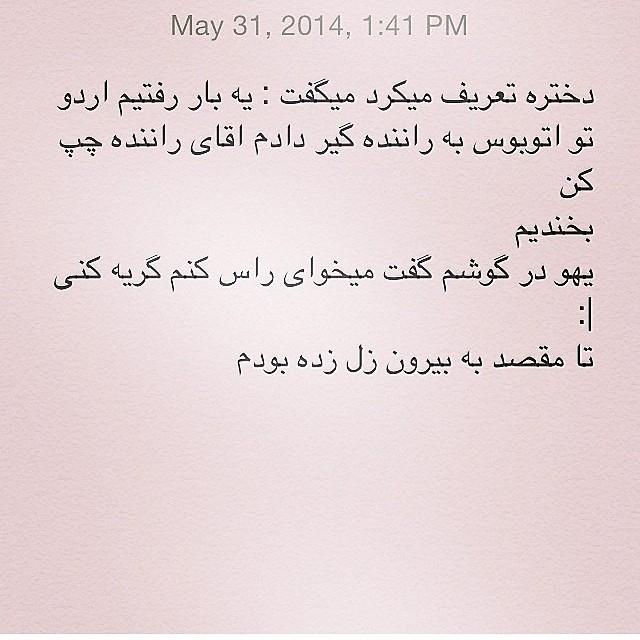 May 31, 2014, 1:41 PM
دختره تعریف میکرد میگفت : یه بار رفتیم اردو
تو اتوبوس به راننده گیر دادم اقای راننده چپ
کن
بخندیم
یهو در گوشم گفت میخوای راس کنم گریه کنی
:|
تا مقصد به بیرون زل زده بودم